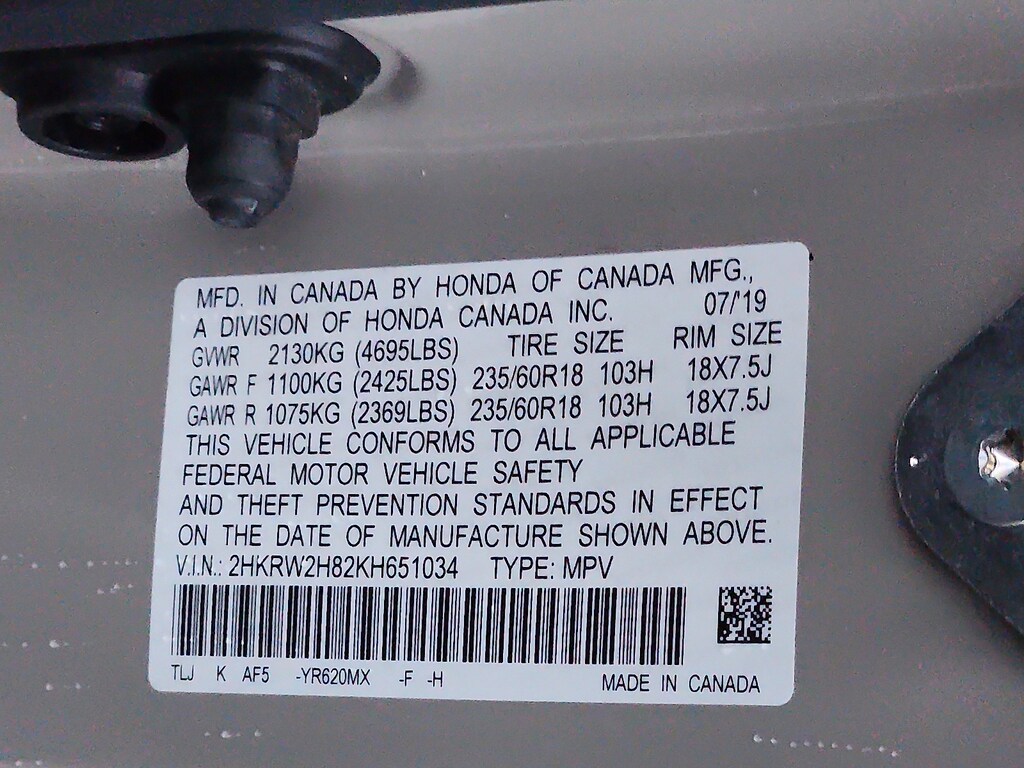 MFD. IN CANADA BY HONDA OF CANADA MFG.,
A DIVISION OF HONDA CANADA INC. 07/'19
GVWR 2130KG (4695LBS) TIRE SIZE RIM SIZE
GAWR F 1100KG (2425LBS) 235/60R18 103H 18X7.5J
GAWR R 1075KG (2369LBS) 235/60R18 103H 18X7.5J
THIS VEHICLE CONFORMS TO ALL APPLICABLE
FEDERAL MOTOR VEHICLE SAFETY
AND THEFT PREVENTION STANDARDS IN EFFECT
ON THE DATE OF MANUFACTURE SHOWN ABOVE.
V.I.N.: 2HKRW2H82KH651034 TYPE: MPV
TLJ K AF5 -YR620MX -F -H MADE IN CANADA